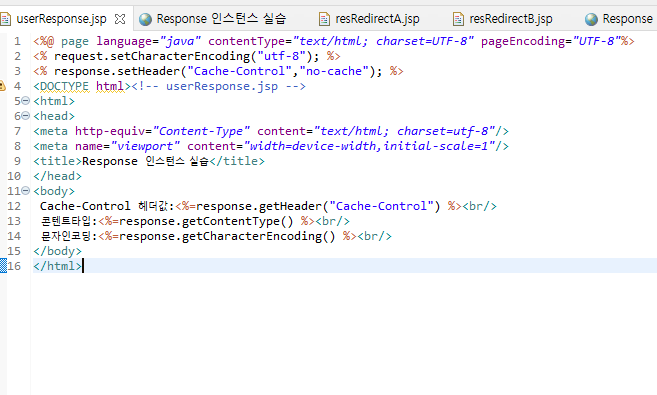 userResponse.jsp Response 인스턴스 실습 resRedirectA.jsp resRedirectB.jsp Response
1 <%@ page language="java" contentType="text/html; charset=UTF-8" pageEncoding="UTF-8"%>
2 <% request.setCharacterEncoding("utf-8"); %>
3 <% response.setHeader("Cache-Control","no-cache"); %>
4 <DOCTYPE html><!-- userResponse.jsp -->
5 <html>
6 <head>
7 <meta http-equiv="Content-Type" content="text/html; charset=utf-8"/>
8 <meta name="viewport" content="width=device-width,initial-scale=1"/>
9 <title>Response 인스턴스 실습</title>
10 </head>
11 <body>
12 Cache-Control 헤더값:<%=response.getHeader("Cache-Control") %><br/>
13 콘텐트타입:<%=response.getContentType() %><br/>
14 문자인코딩:<%=response.getCharacterEncoding() %><br/>
15 </body>
16 </html>